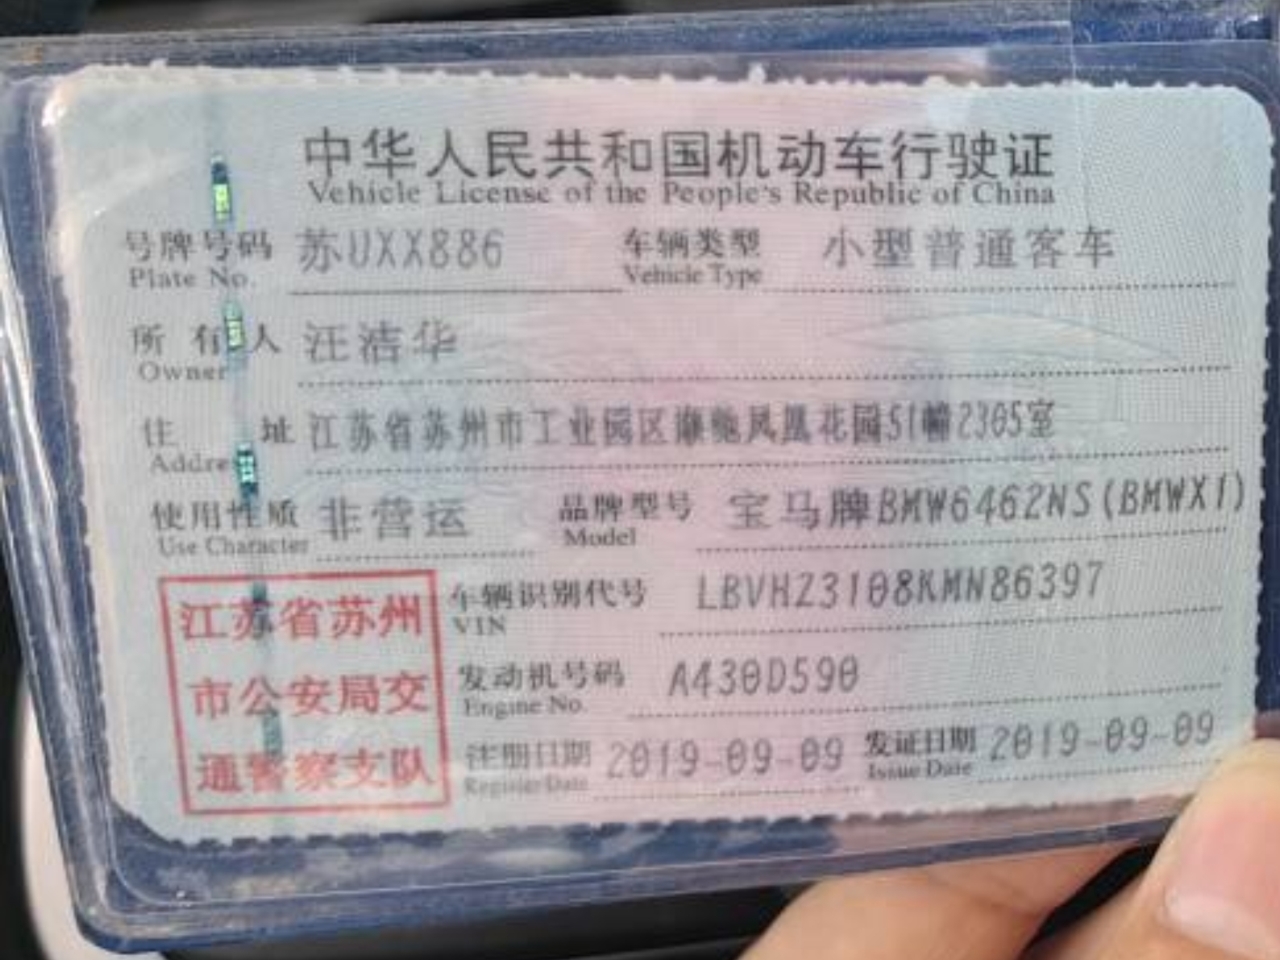 中华人民共和国机动车行驶证
Vehicle License of the People's Republic of China
号牌号码 苏UXX886 车辆类型 小型普通客车
Plate No. Vehicle Type
所有人 汪洁华
Owner
住址 江苏省苏州市工业园区雍驰凤凰花园51幢2305室
Addre
使用性质 非营运 品牌型号 宝马牌BMW6462NS(BMWX1)
Use Character Model
江苏省苏州
市公安局交
通警察支队
车辆识别代号 LBVHZ3108KMN86397
VIN
发动机号码 A430D590
Engine No.
注册日期 2019-09-09 发证日期 2019-09-09
Register Date Issue Date